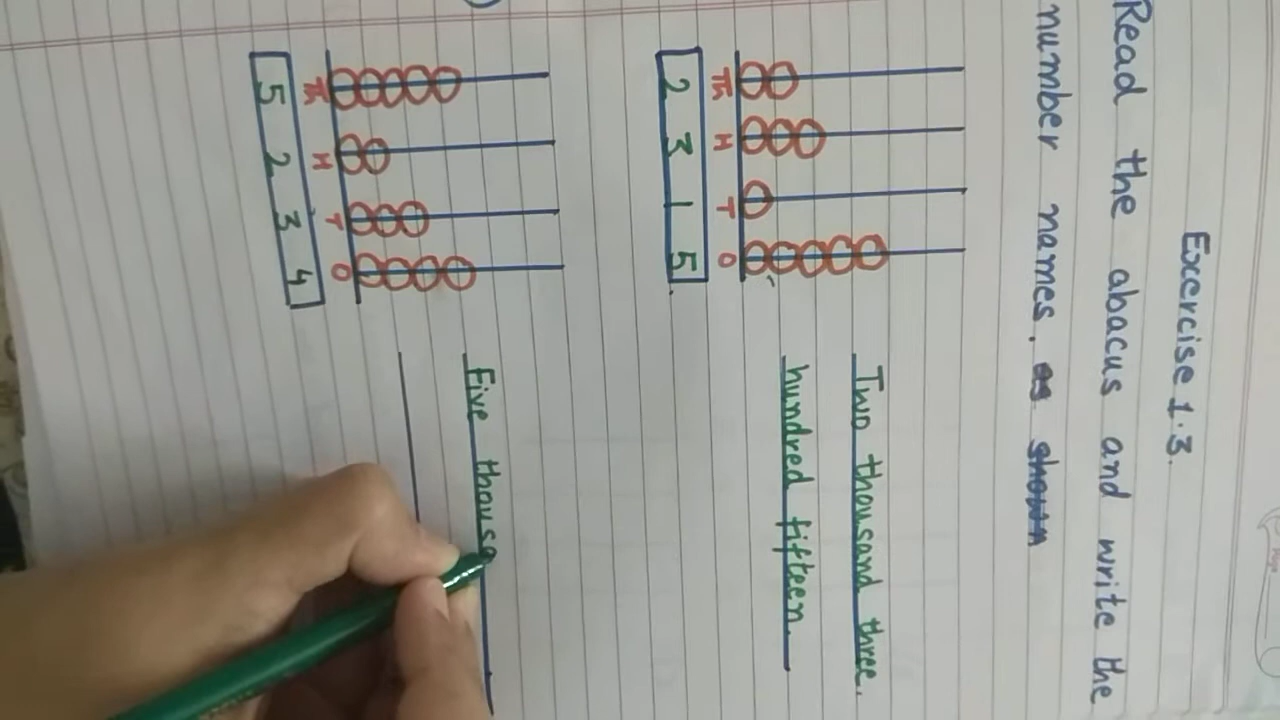 Exercise 1.3.
Read the abacus and write the
number names. as shown
Th H T O
2 3 1 5
Two thousand three
hundred fifteen.
Th H T O
5 2 3 4
Five thousa